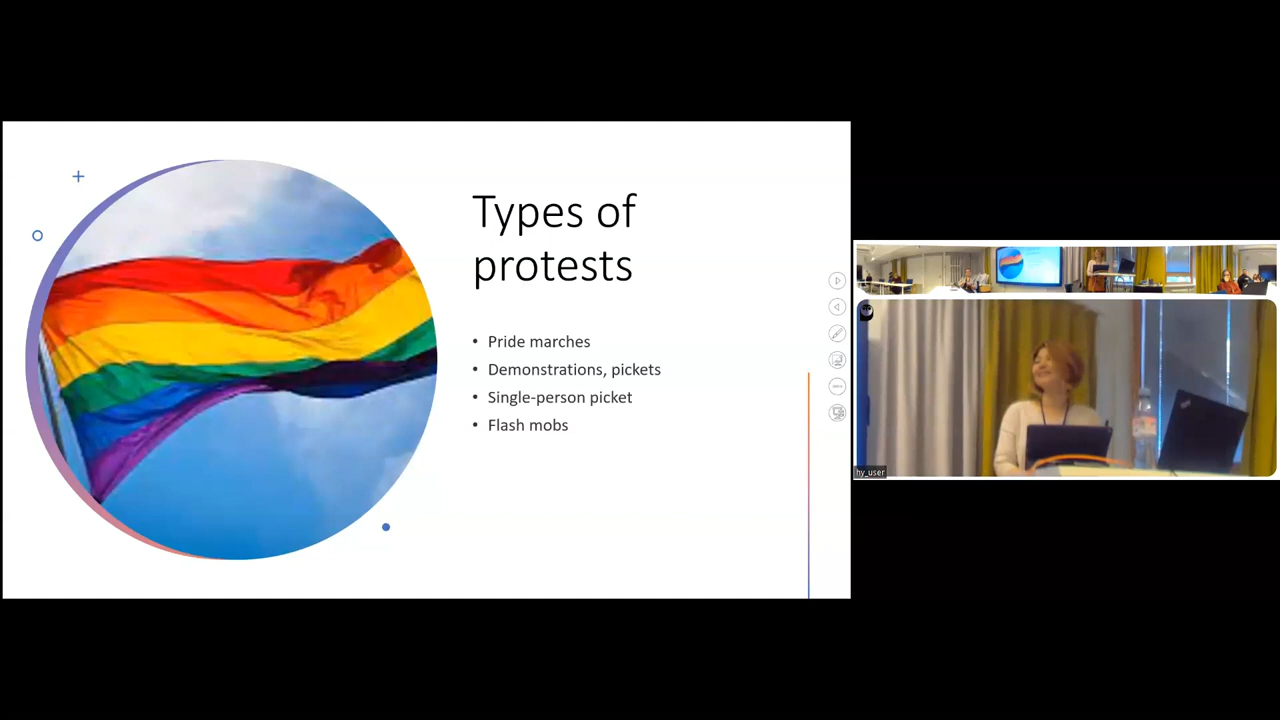 Types of
protests
• Pride marches
• Demonstrations, pickets
• Single-person picket
• Flash mobs
hy_user